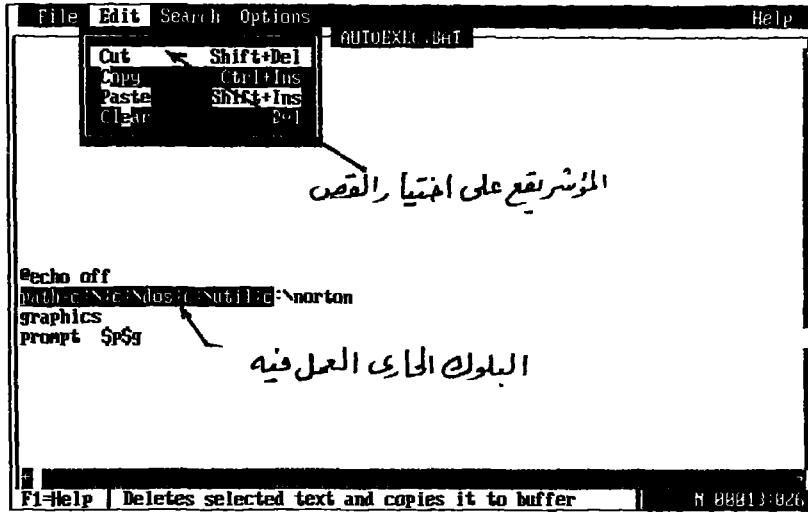 File Edit Search Options Help
AUTOEXEC.BAT
Cut Shift+Del
Copy Ctrl+Ins
Paste Shift+Ins
Clear Del
المؤشر يقع على اختيار القص
@echo off
path=c:\;c:\dos;c:\util;c:\norton
graphics
prompt $p$g
البلوك الجارى العمل فيه
F1=Help | Deletes selected text and copies it to buffer | N 00013:026